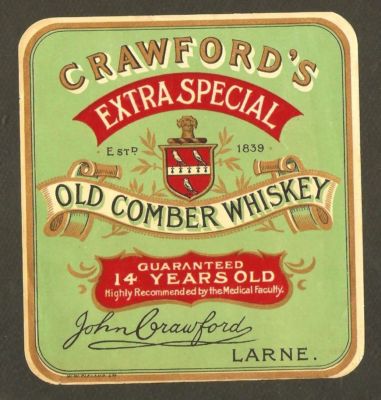 CRAWFORD'S
EXTRA SPECIAL
ESTD 1839
OLD COMBER WHISKEY
GUARANTEED
14 YEARS OLD
Highly Recommended by the Medical Faculty.
John Crawford
LARNE.